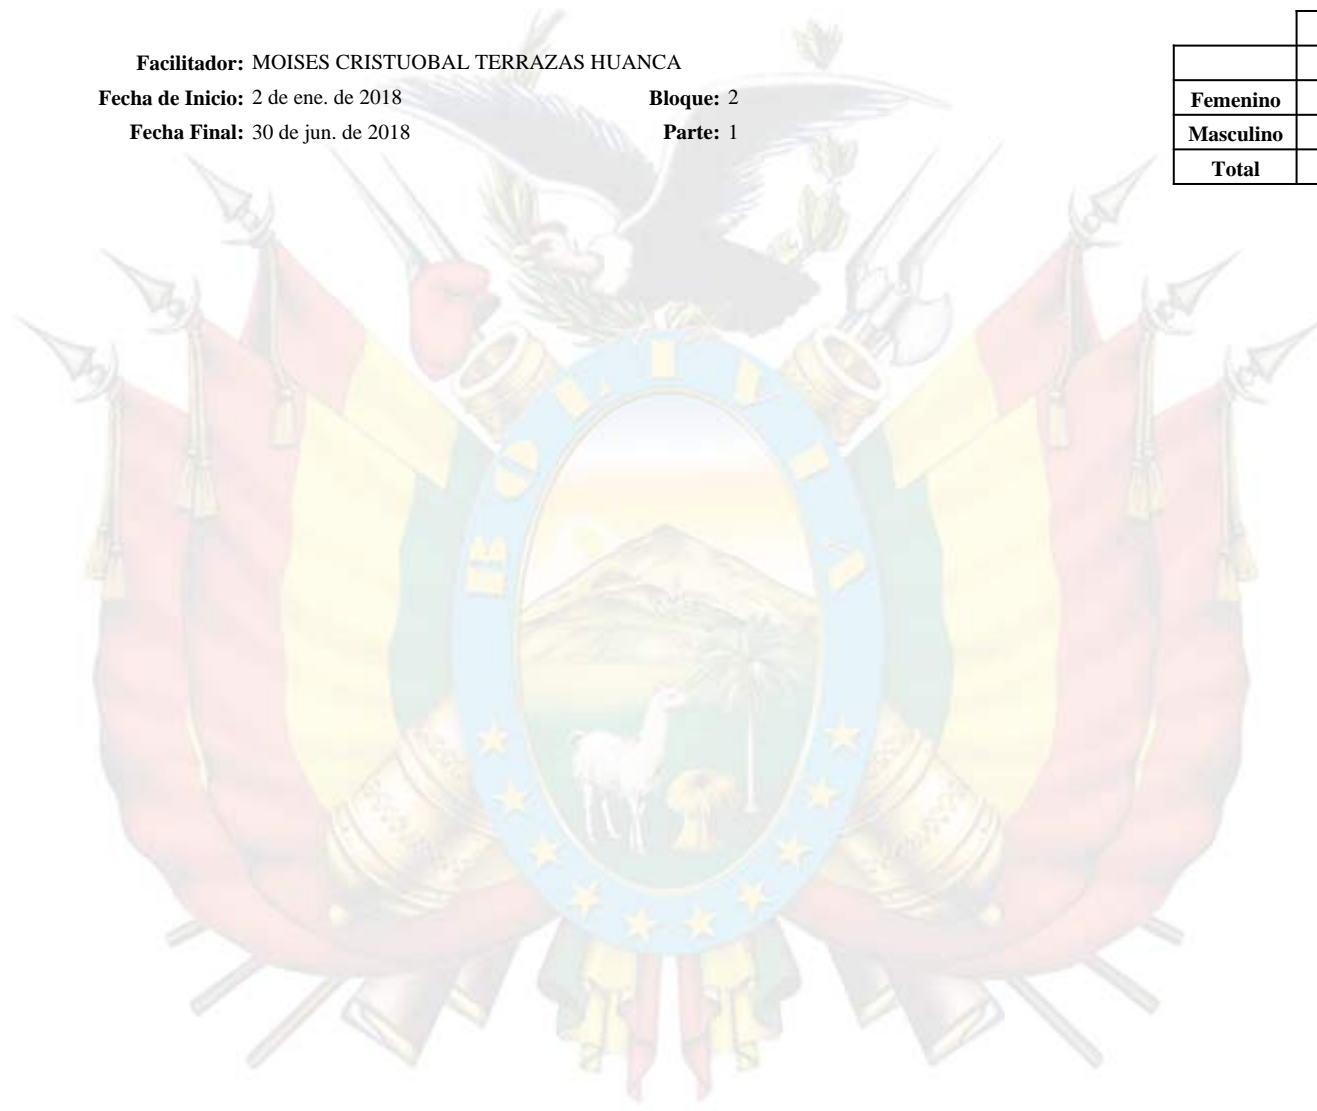 Facilitador: MOISES CRISTUOBAL TERRAZAS HUANCA
Fecha de Inicio: 2 de ene. de 2018 Bloque: 2
Fecha Final: 30 de jun. de 2018 Parte: 1
Femenino
Masculino
Total
BOLIVIA